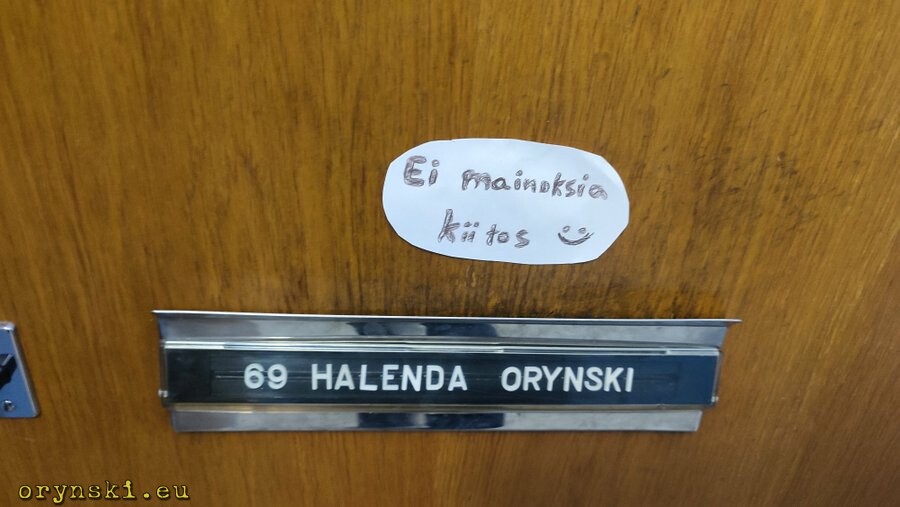 Ei mainoksia
kiitos
69 HALENDA ORYNSKI
orynski.eu